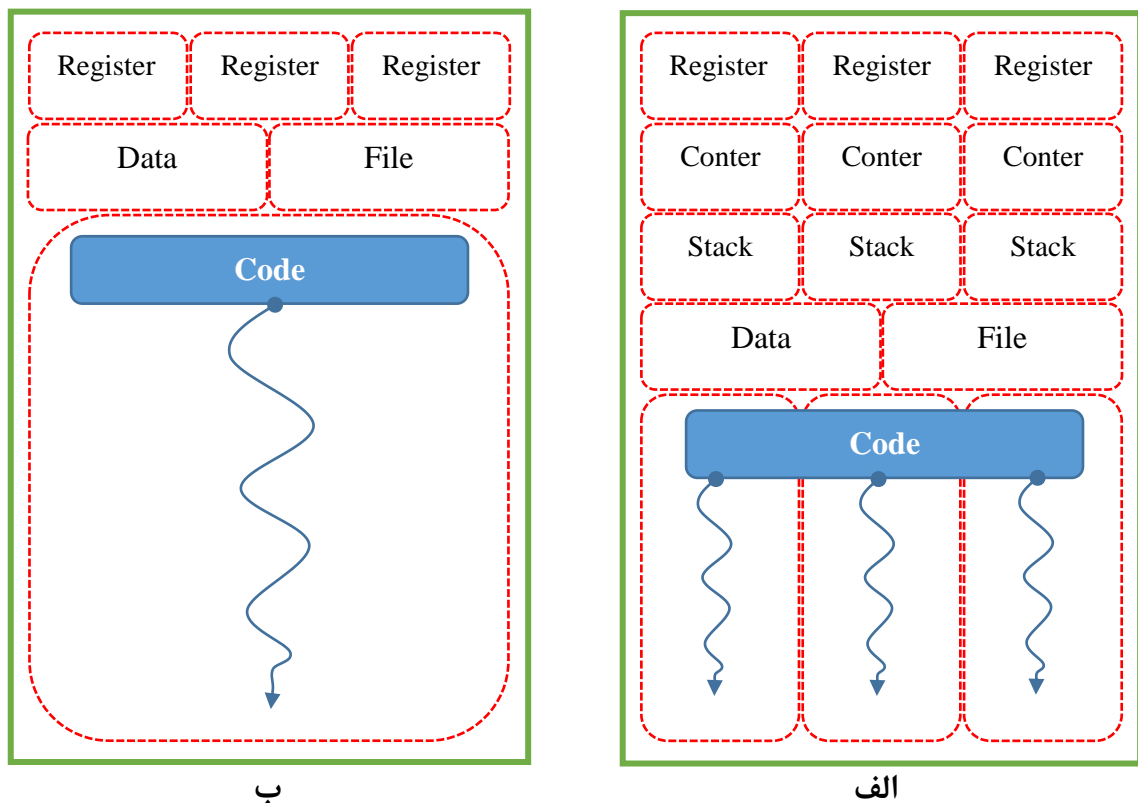 Register Register Register
Data File
Code
ب
Register Register Register
Conter Conter Conter
Stack Stack Stack
Data File
Code
الف